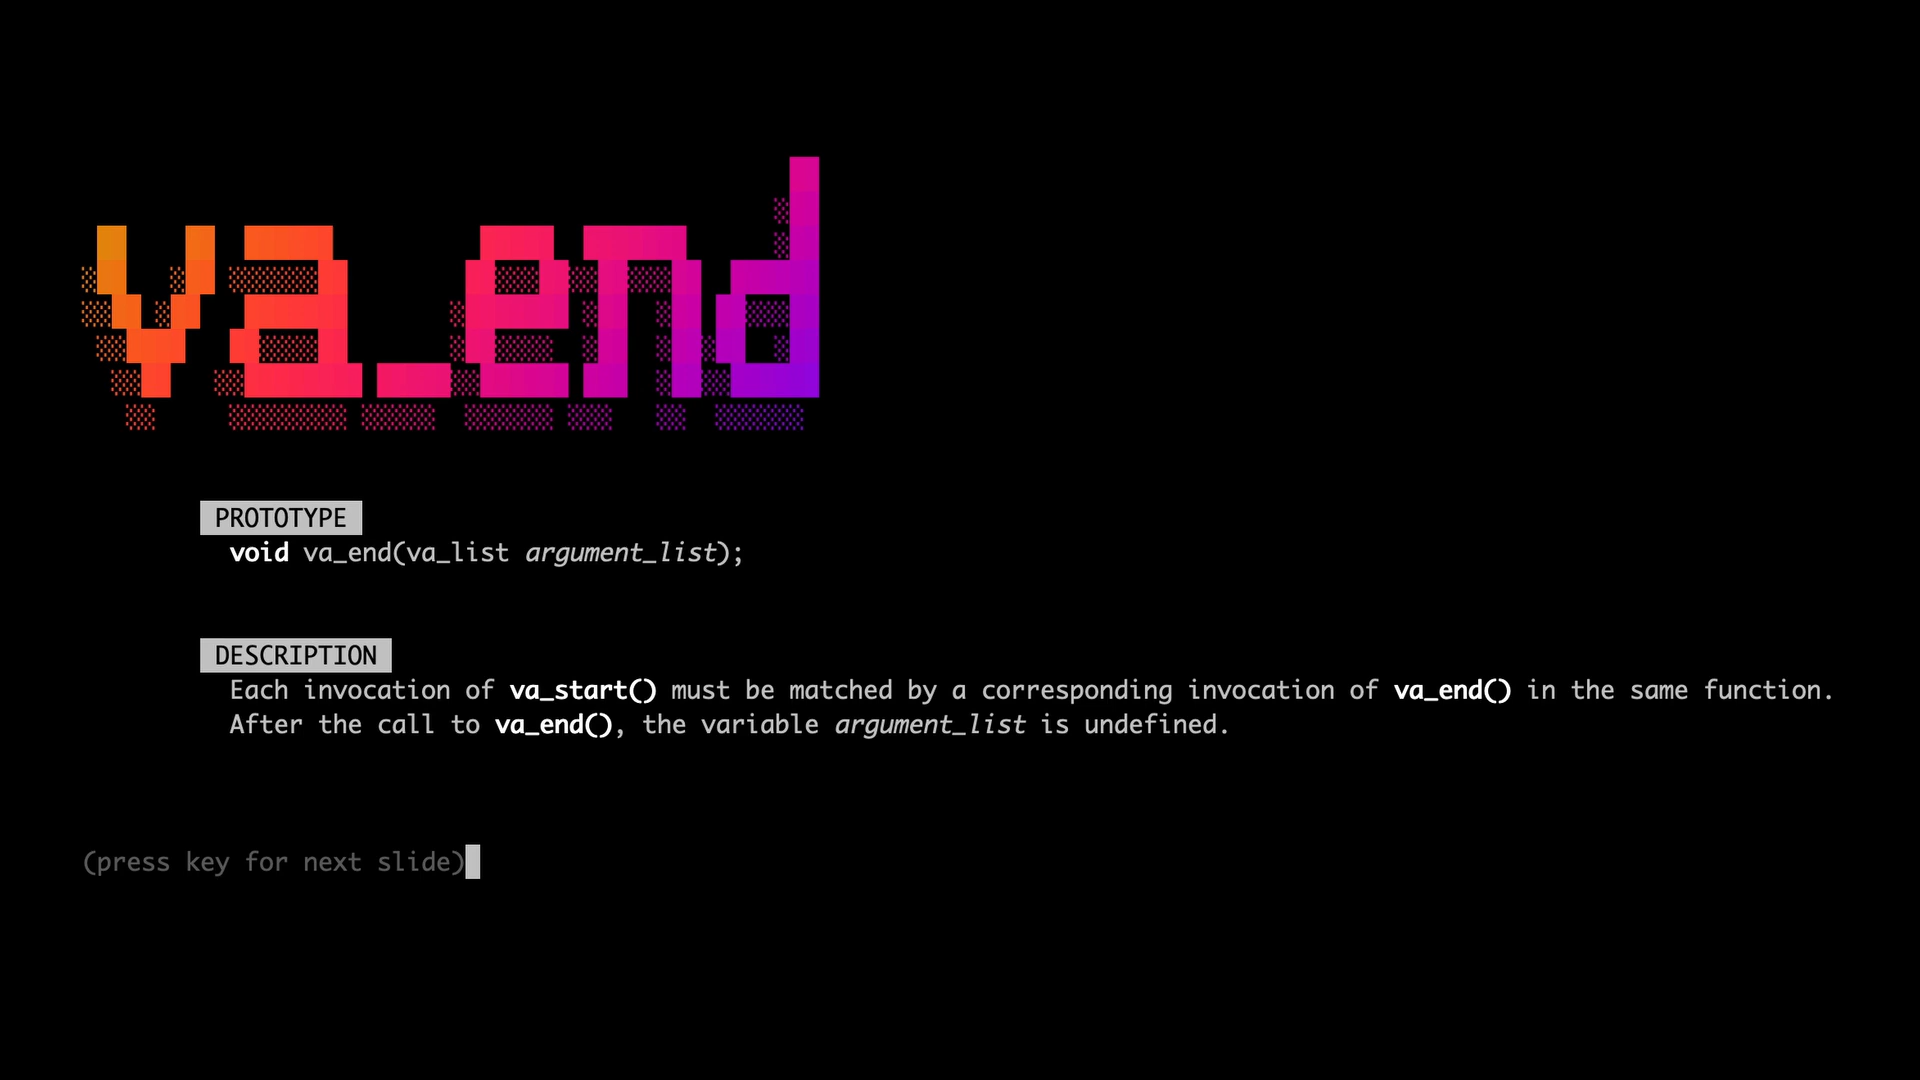 va_end
PROTOTYPE
void va_end(va_list argument_list);
DESCRIPTION
Each invocation of va_start() must be matched by a corresponding invocation of va_end() in the same function.
After the call to va_end(), the variable argument_list is undefined.
(press key for next slide)